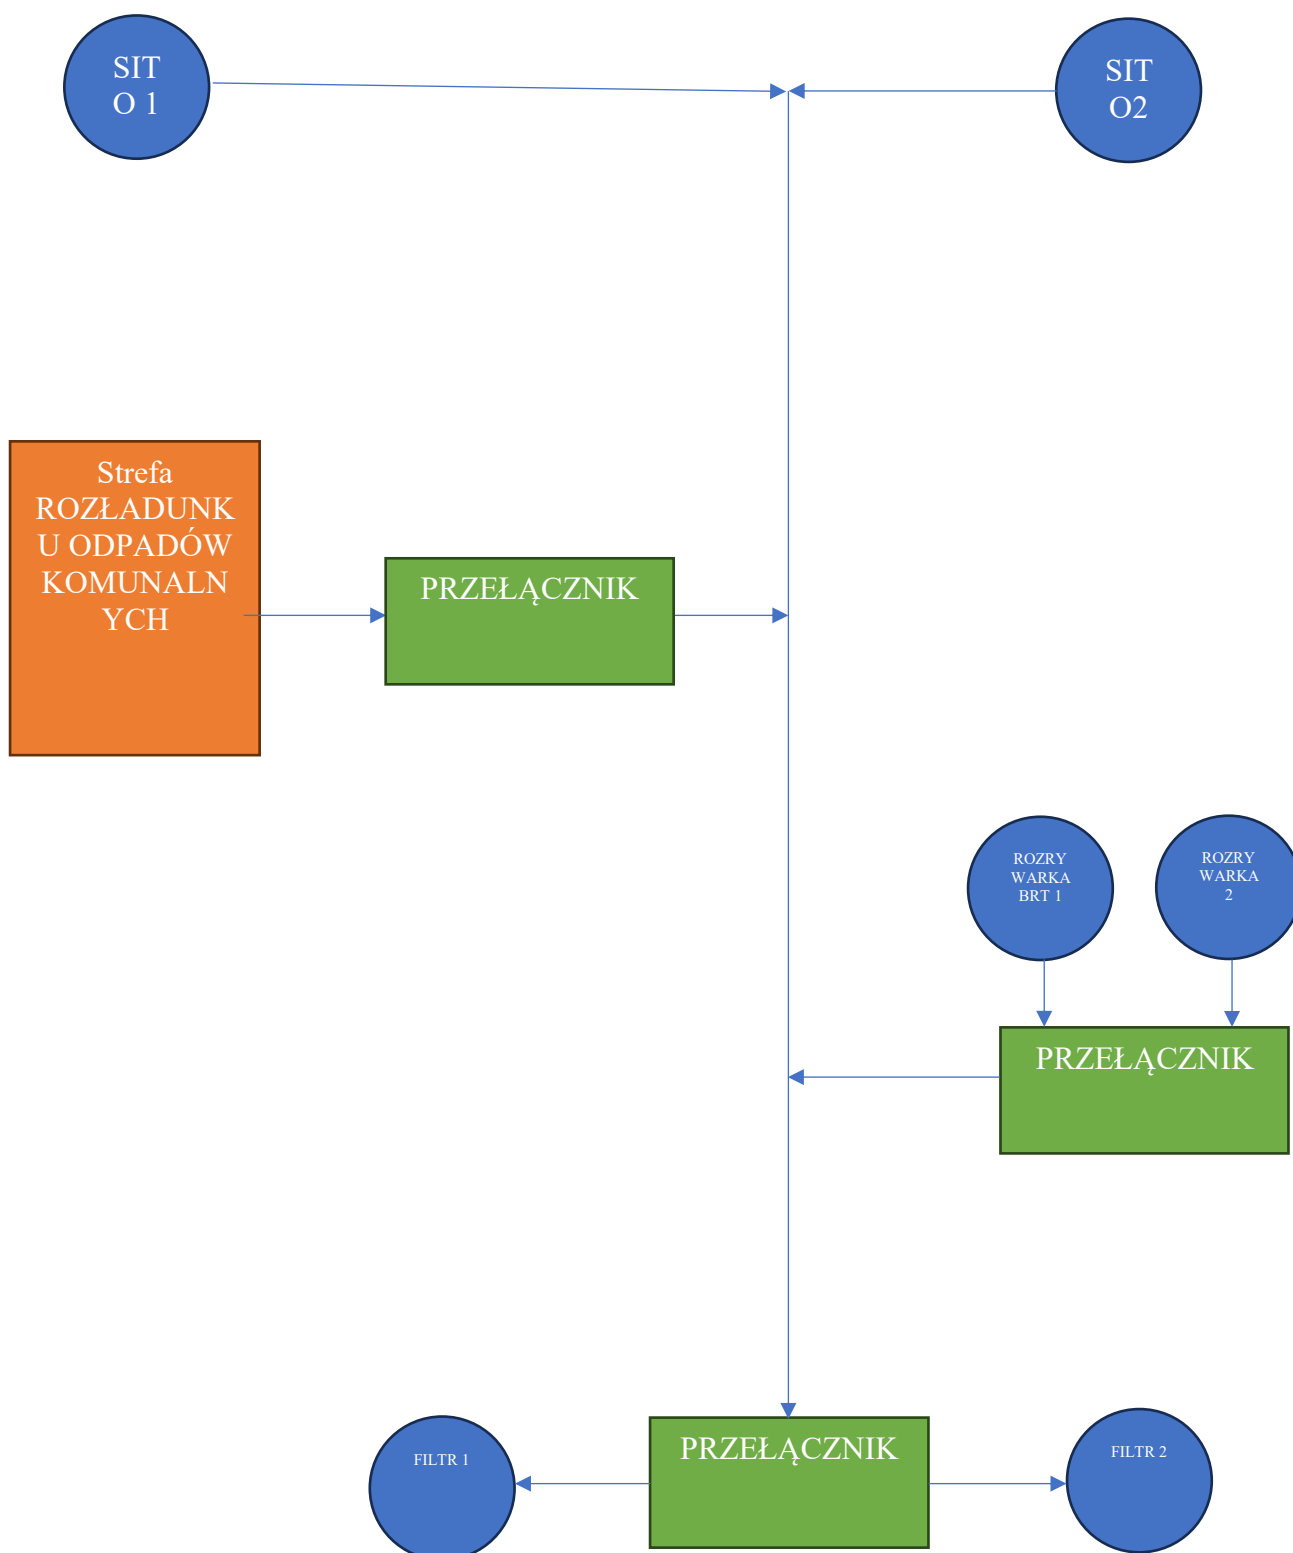 SIT
O 1
SIT
O2
Strefa
ROZŁADUNK
U ODPADÓW
KOMUNALN
YCH
PRZEŁĄCZNIK
ROZRY
WARKA
BRT 1
ROZRY
WARKA
2
PRZEŁĄCZNIK
FILTR 1
PRZEŁĄCZNIK
FILTR 2